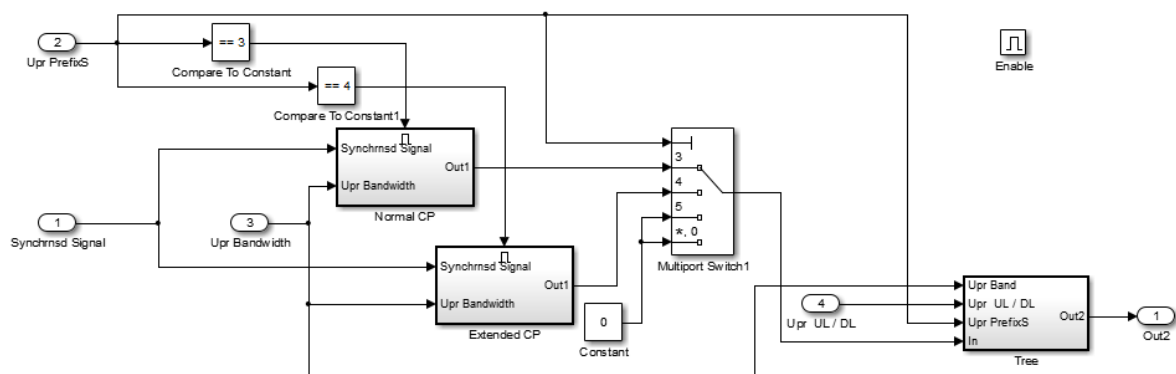 2
Upr PrefixS
== 3
Compare To Constant
== 4
Compare To Constant1
Enable
Synchrnsd Signal
Out1
Upr Bandwidth
Normal CP
3
4
5
*, 0
Multiport Switch1
1
Synchrnsd Signal
3
Upr Bandwidth
Synchrnsd Signal
Out1
Upr Bandwidth
Extended CP
0
Constant
4
Upr UL / DL
Upr Band
Upr UL / DL
Upr PrefixS
In
Out2
Tree
1
Out2